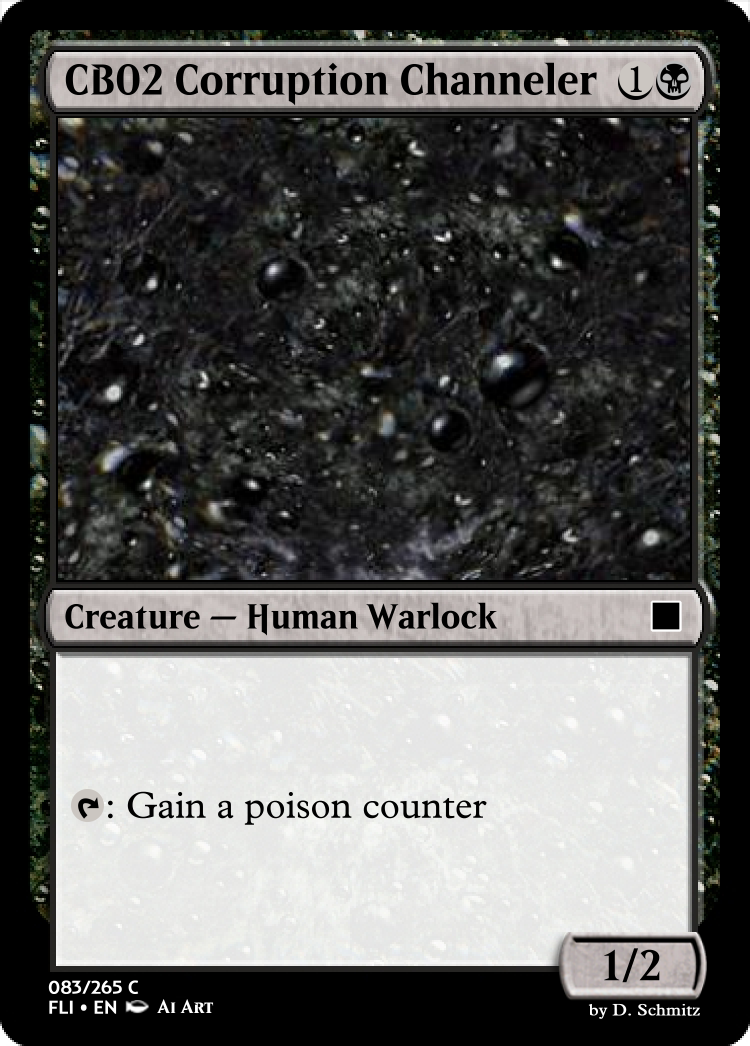 CB02 Corruption Channeler 1
Creature — Human Warlock
: Gain a poison counter
1/2
083/265 C
FLI • EN AI ART
by D. Schmitz